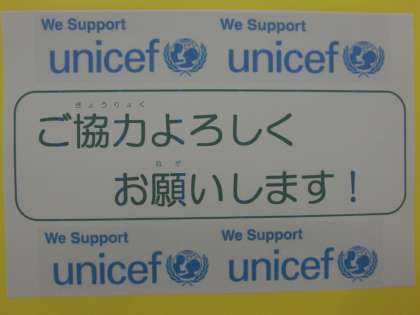 We Support We Support
unicef unicef
きょうりょく
ご協力よろしく
ねが
お願いします！
We Support We Support
unicef unicef